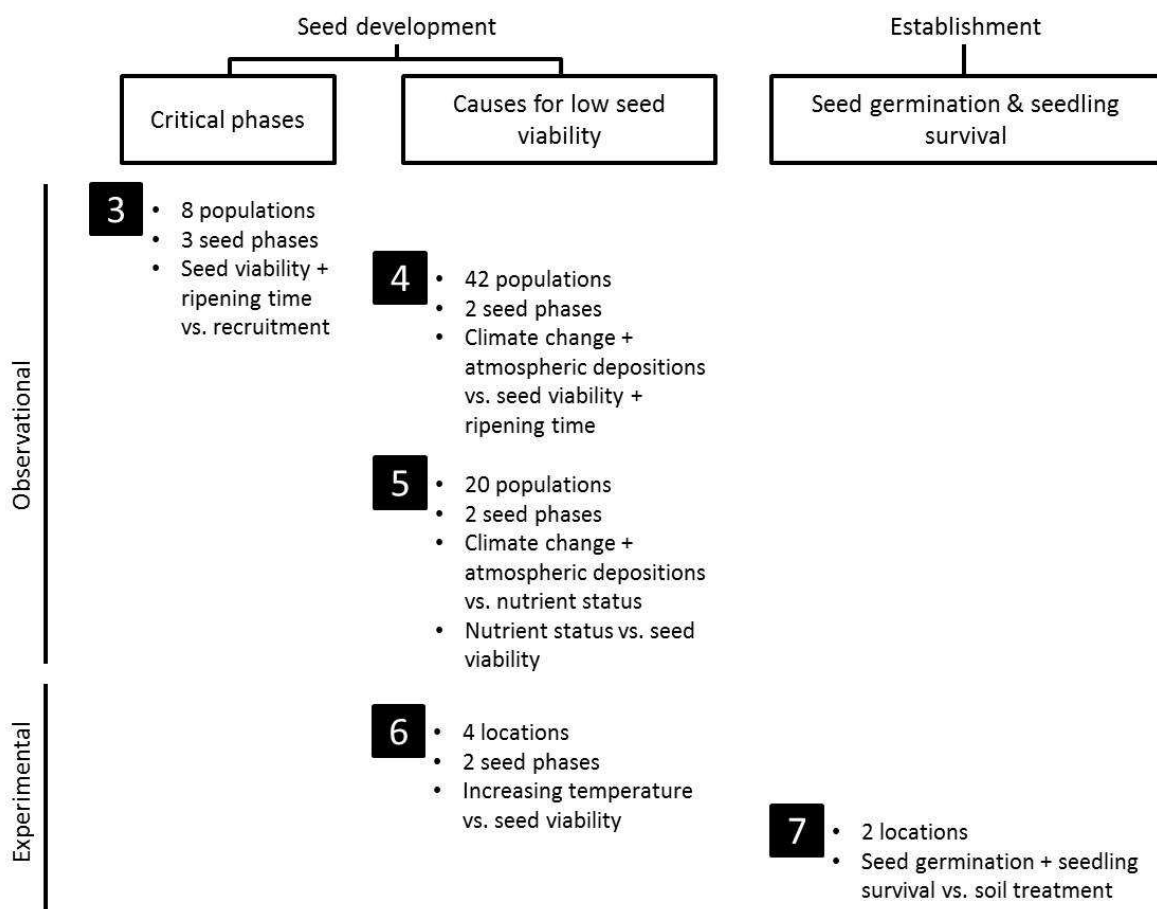 Seed development
Establishment
Critical phases
Causes for low seed
viability
Seed germination & seedling
survival
Observational
3
• 8 populations
• 3 seed phases
• Seed viability +
ripening time
vs. recruitment
4
• 42 populations
• 2 seed phases
• Climate change +
atmospheric depositions
vs. seed viability +
ripening time
5
• 20 populations
• 2 seed phases
• Climate change +
atmospheric depositions
vs. nutrient status
• Nutrient status vs. seed
viability
Experimental
6
• 4 locations
• 2 seed phases
• Increasing temperature
vs. seed viability
7
• 2 locations
• Seed germination + seedling
survival vs. soil treatment